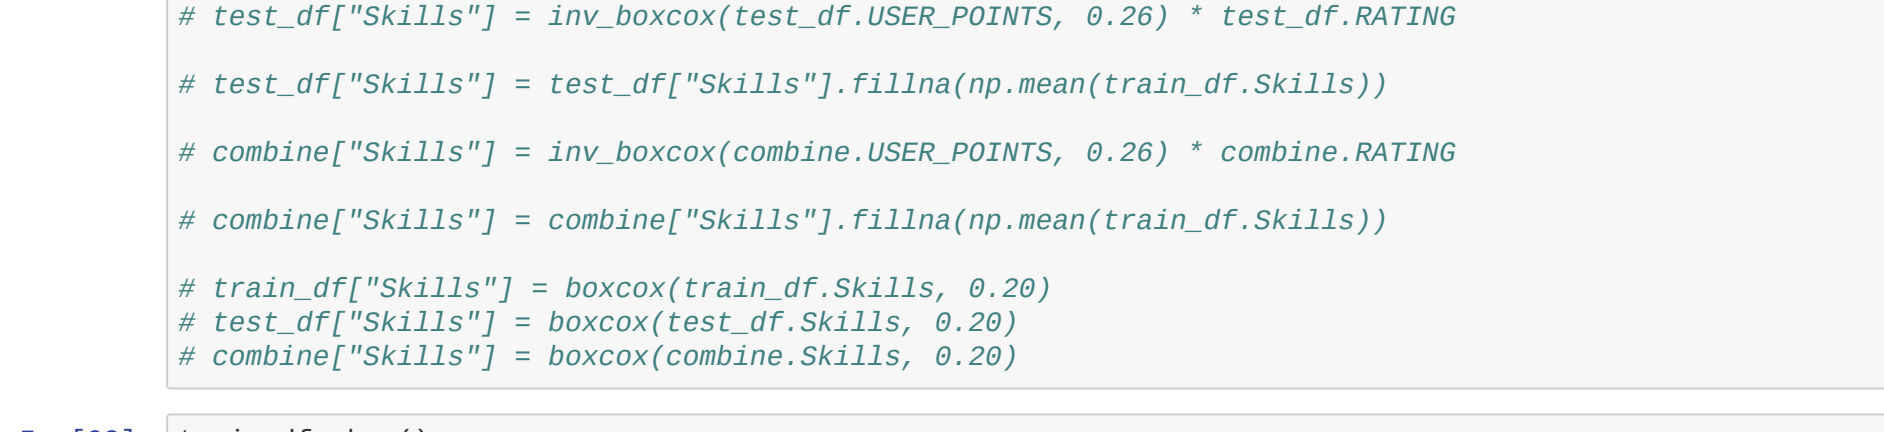 # test_df["Skills"] = inv_boxcox(test_df.USER_POINTS, 0.26) * test_df.RATING
# test_df["Skills"] = test_df["Skills"].fillna(np.mean(train_df.Skills))
# combine["Skills"] = inv_boxcox(combine.USER_POINTS, 0.26) * combine.RATING
# combine["Skills"] = combine["Skills"].fillna(np.mean(train_df.Skills))
# train_df["Skills"] = boxcox(train_df.Skills, 0.20)
# test_df["Skills"] = boxcox(test_df.Skills, 0.20)
# combine["Skills"] = boxcox(combine.Skills, 0.20)